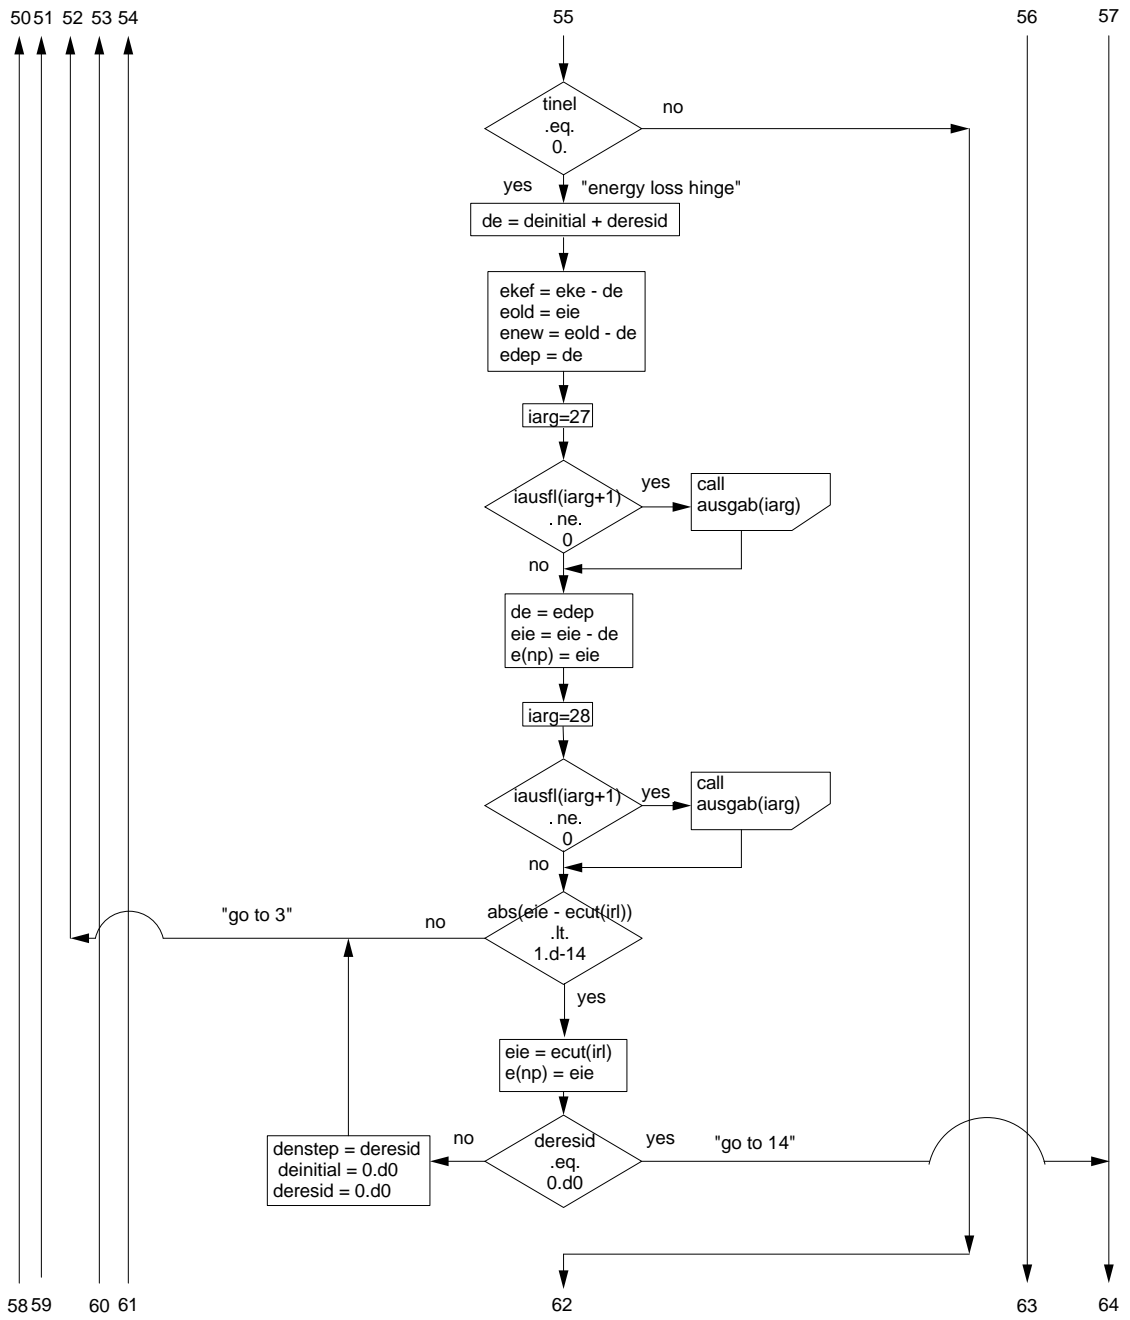 50 51 52 53 54 55 56 57
tinel
.eq.
0.
no
yes
"energy loss hinge"
de = deinitial + deresid
ekef = eke - de
eold = eie
enew = eold - de
edep = de
iarg=27
iausfl(iarg+1)
.ne.
0
yes
call
ausgab(iarg)
no
de = edep
eie = eie - de
e(np) = eie
iarg=28
iausfl(iarg+1)
.ne.
0
yes
call
ausgab(iarg)
no
abs(eie - ecut(irl))
.lt.
1.d-14
no
"go to 3"
yes
eie = ecut(irl)
e(np) = eie
deresid
.eq.
0.d0
no
yes
"go to 14"
denstep = deresid
deinitial = 0.d0
deresid = 0.d0
58 59 60 61 62 63 64